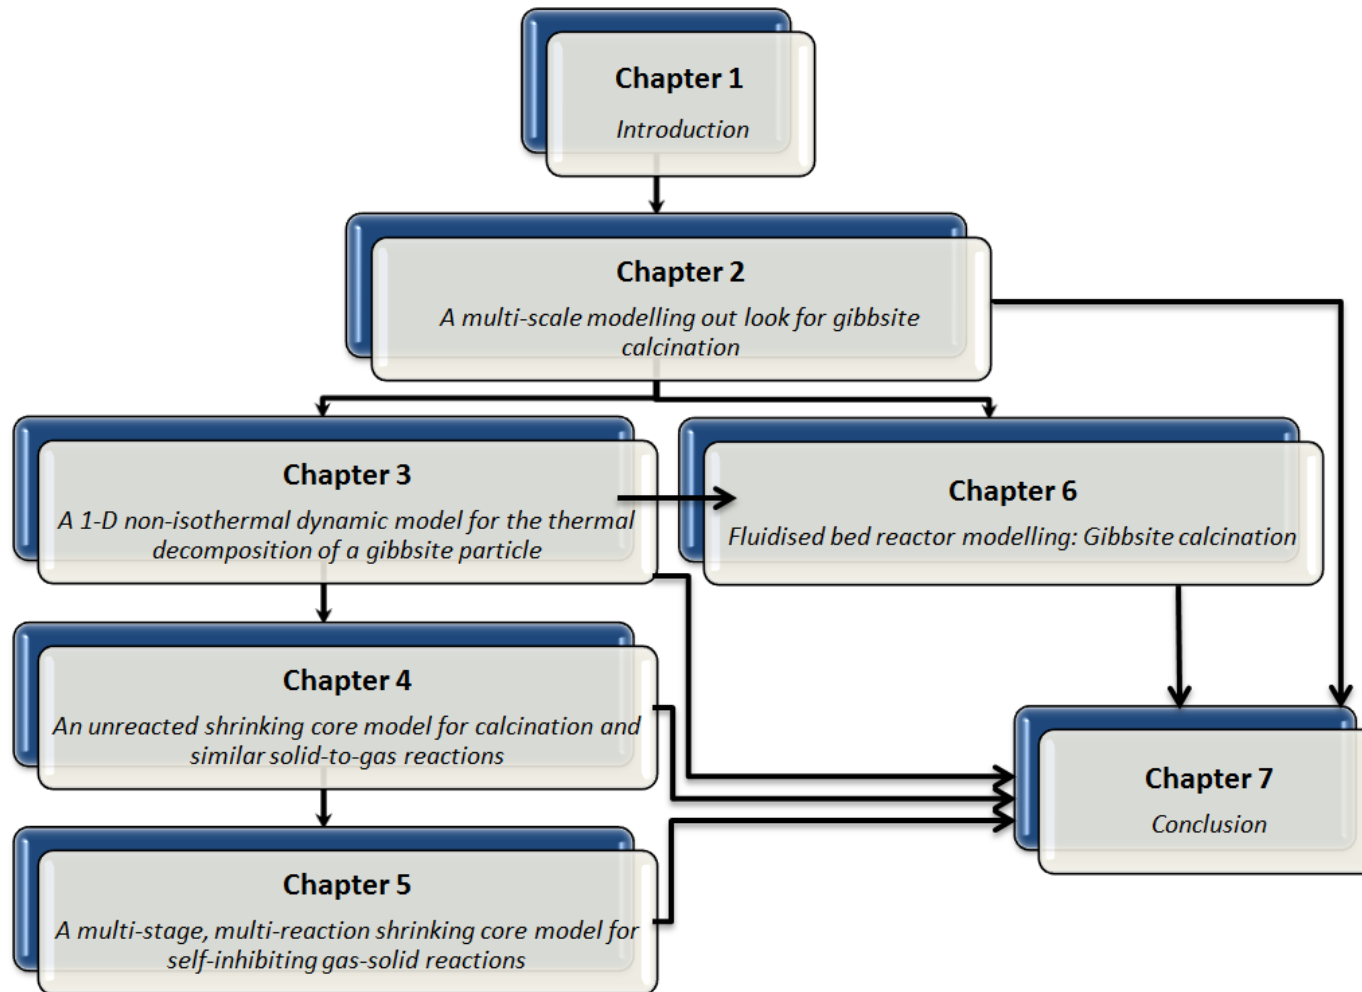 Chapter 1
Introduction
Chapter 2
A multi-scale modelling out look for gibbsite
calcination
Chapter 3
A 1-D non-isothermal dynamic model for the thermal
decomposition of a gibbsite particle
Chapter 6
Fluidised bed reactor modelling: Gibbsite calcination
Chapter 4
An unreacted shrinking core model for calcination and
similar solid-to-gas reactions
Chapter 7
Conclusion
Chapter 5
A multi-stage, multi-reaction shrinking core model for
self-inhibiting gas-solid reactions